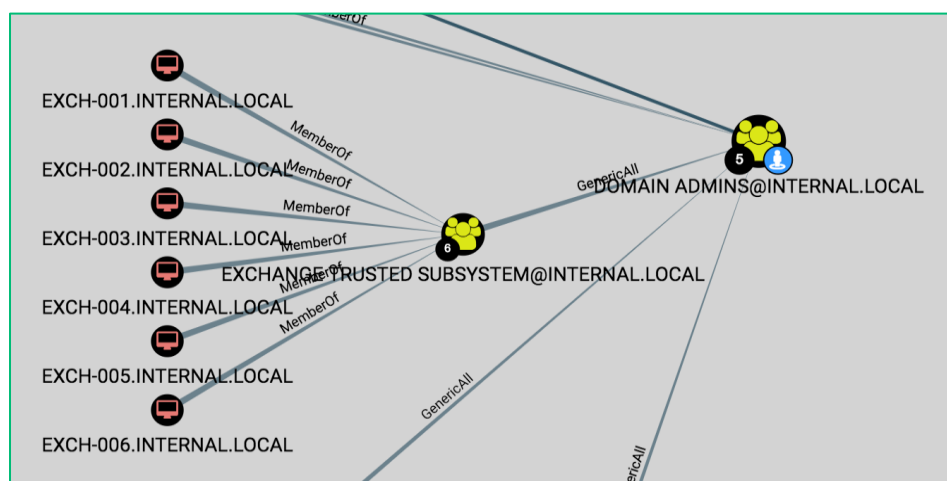 MemberOf
EXCH-001.INTERNAL.LOCAL
MemberOf
EXCH-002.INTERNAL.LOCAL
MemberOf
EXCH-003.INTERNAL.LOCAL
MemberOf
EXCH-004.INTERNAL.LOCAL
MemberOf
EXCH-005.INTERNAL.LOCAL
MemberOf
EXCH-006.INTERNAL.LOCAL
MemberOf
6
EXCHANGE TRUSTED SUBSYSTEM@INTERNAL.LOCAL
GenericAll
5
DOMAIN ADMINS@INTERNAL.LOCAL
GenericAll
ericAll